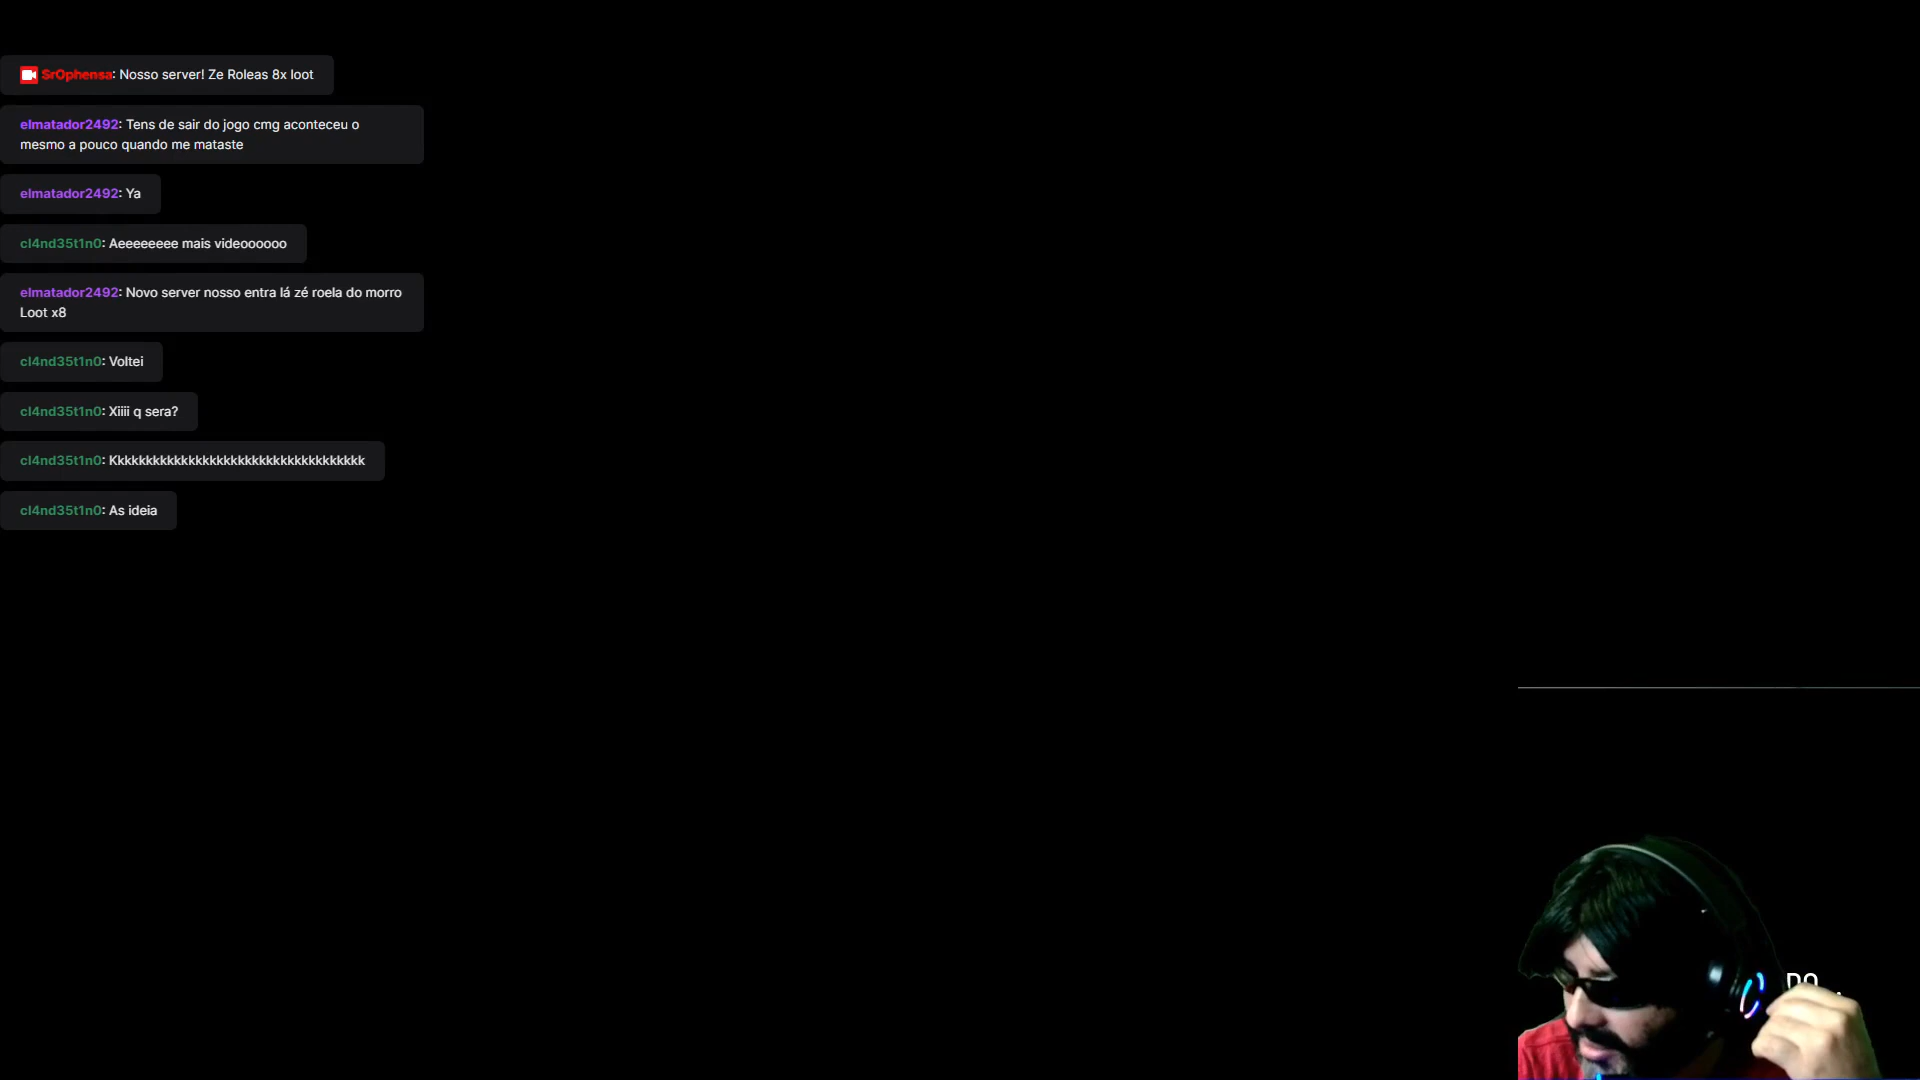 SrOphensa: Nosso server! Ze Roleas 8x loot
elmatador2492: Tens de sair do jogo cmg aconteceu o
mesmo a pouco quando me mataste
elmatador2492: Ya
cl4nd35t1n0: Aeeeeeeee mais videoooooo
elmatador2492: Novo server nosso entra lá zé roela do morro
Loot x8
cl4nd35t1n0: Voltei
cl4nd35t1n0: Xiiii q sera?
cl4nd35t1n0: Kkkkkkkkkkkkkkkkkkkkkkkkkkkkkkkkkkkk
cl4nd35t1n0: As ideia